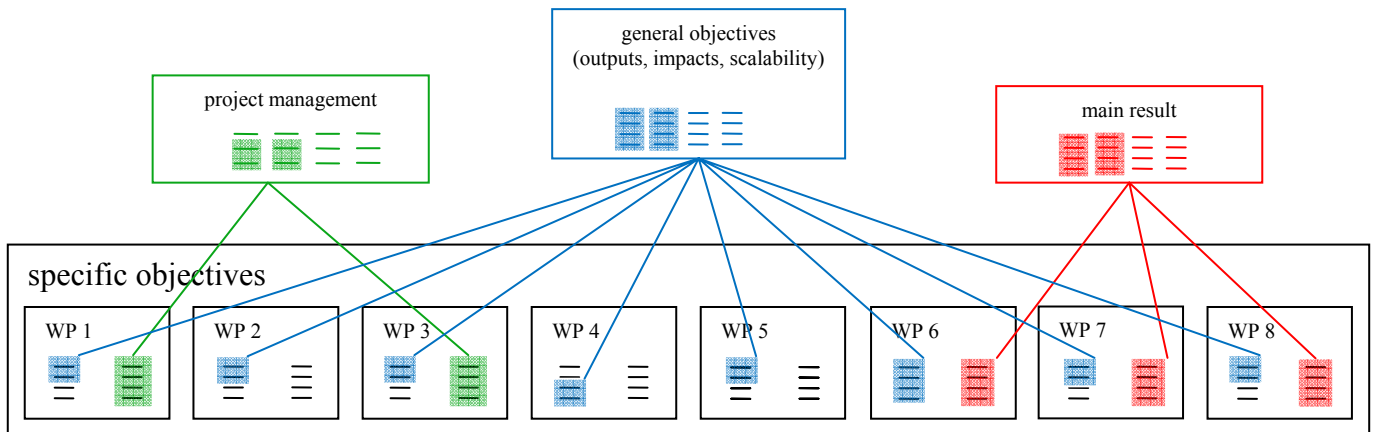 general objectives
(outputs, impacts, scalability)
project management
main result
specific objectives
WP 1
WP 2
WP 3
WP 4
WP 5
WP 6
WP 7
WP 8